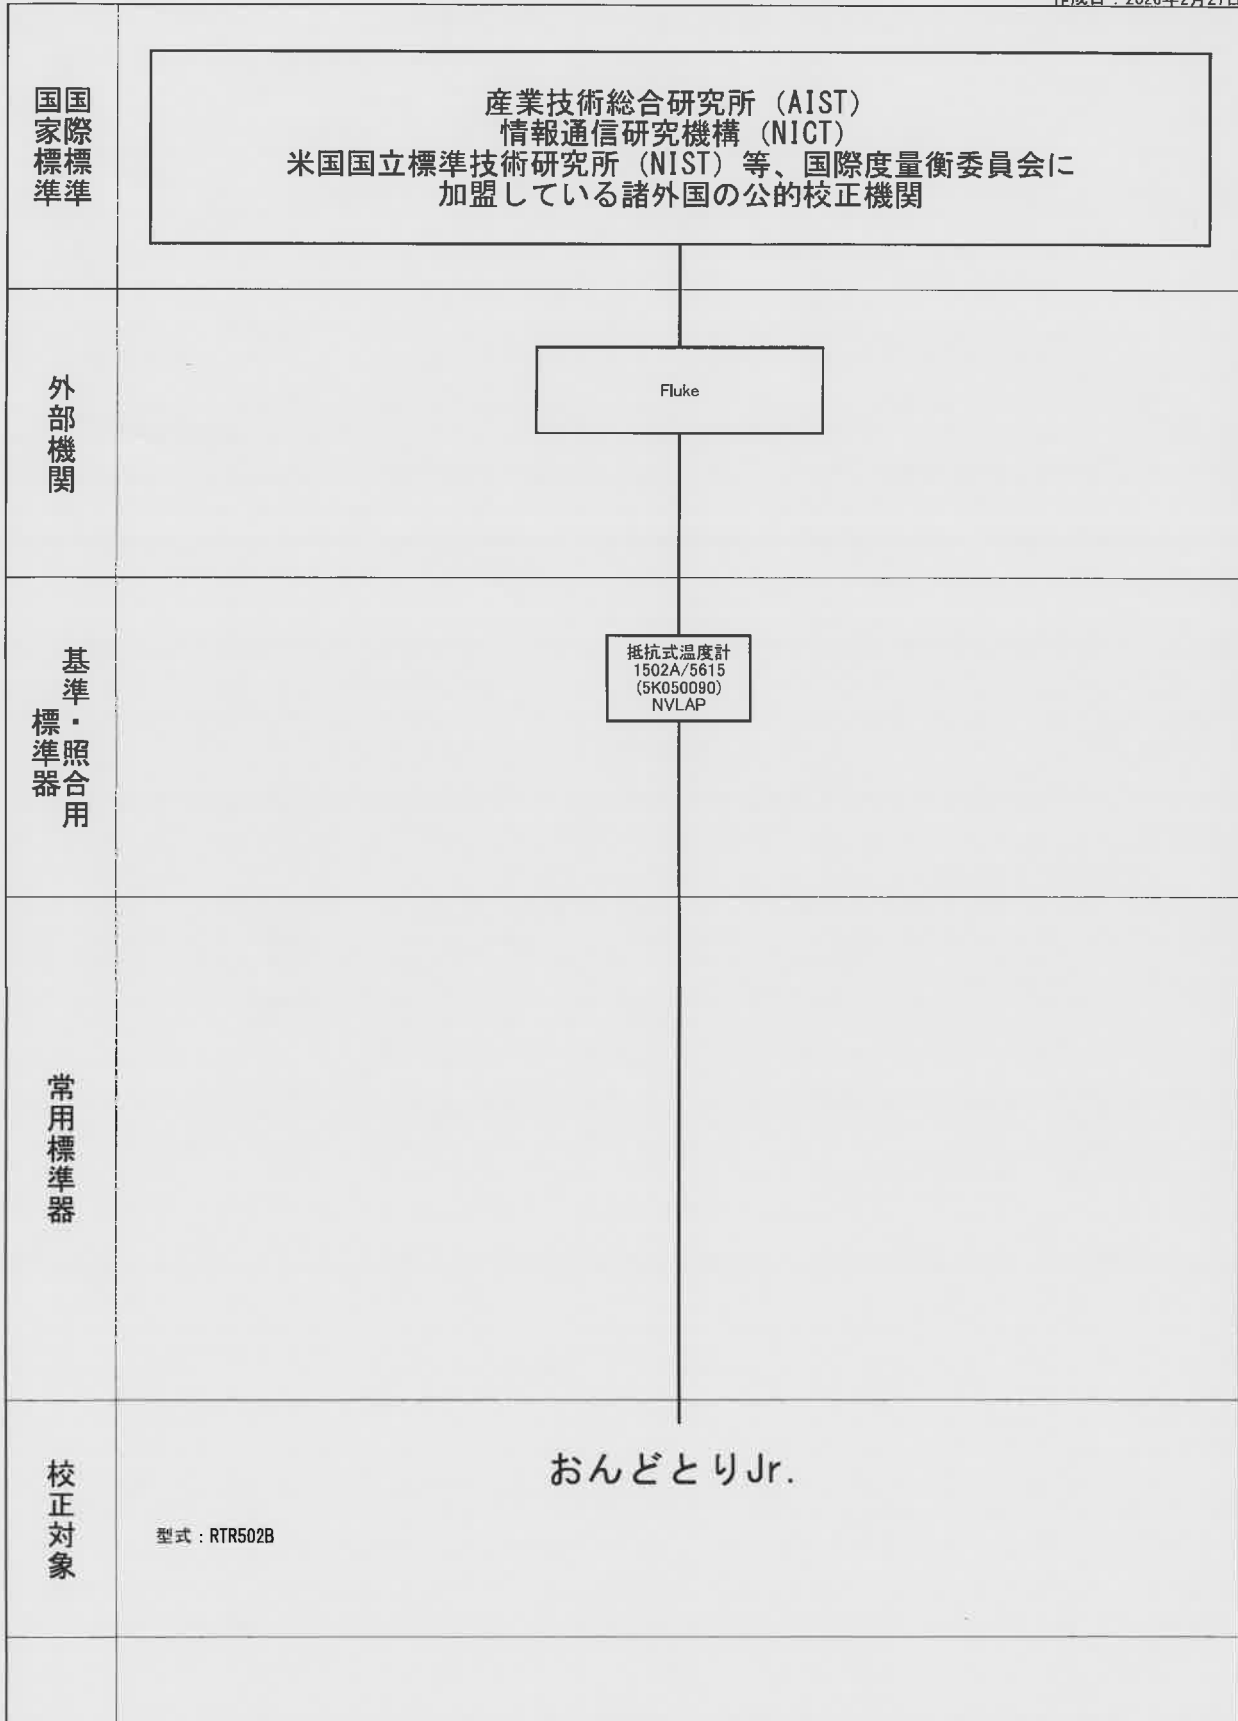 国際標準
国家標準
産業技術総合研究所（AIST）
情報通信研究機構（NICT）
米国国立標準技術研究所（NIST）等、国際度量衡委員会に
加盟している諸外国の公的校正機関
外部機関
Fluke
基準・照合用
標準器
抵抗式温度計
1502A/5615
(5K050090)
NVLAP
常用標準器
校正対象
おんどとりJr.
型式：RTR502B